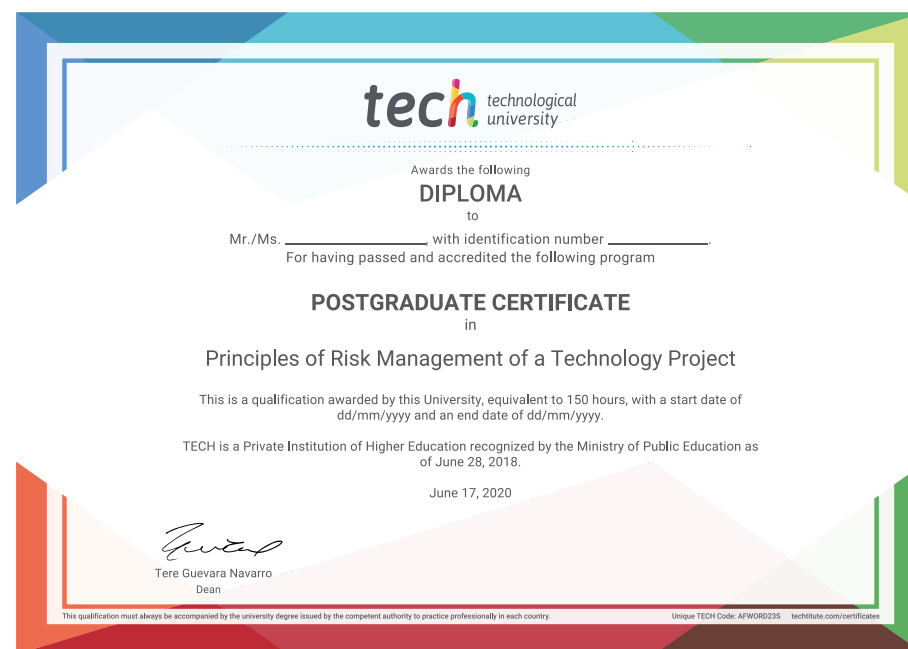 tech technological
university
Awards the following
DIPLOMA
to
Mr./Ms. ____________, with identification number ____________.
For having passed and accredited the following program
POSTGRADUATE CERTIFICATE
in
Principles of Risk Management of a Technology Project
This is a qualification awarded by this University, equivalent to 150 hours, with a start date of
dd/mm/yyyy and an end date of dd/mm/yyyy.
TECH is a Private Institution of Higher Education recognized by the Ministry of Public Education as
of June 28, 2018.
June 17, 2020
Tere Guevara Navarro
Dean
This qualification must always be accompanied by the university degree issued by the competent authority to practice professionally in each country.
Unique TECH Code: AFWORD23S techtitute.com/certificates